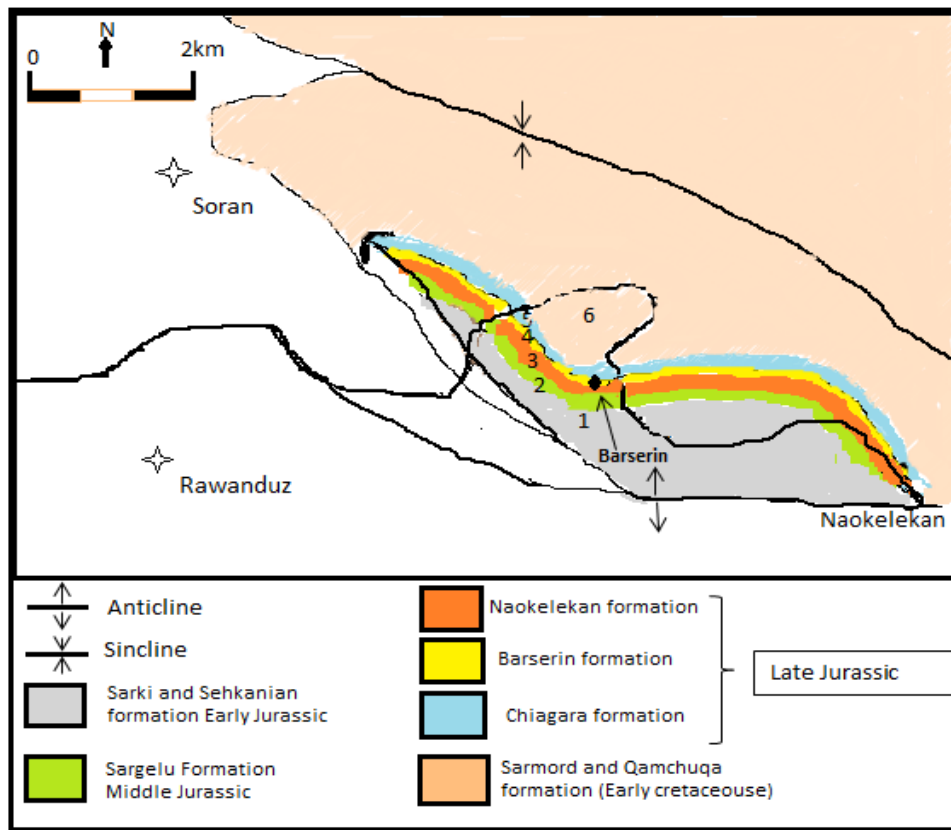 N
0 2km
Soran
6
5
4
3
2
1
Barserin
Rawanduz
Naokelekan
Anticline
Sincline
Sarki and Sehkanian
formation Early Jurassic
Sargelu Formation
Middle Jurassic
Naokelekan formation
Barserin formation
Chiagara formation
Late Jurassic
Sarmord and Qamchuqa
formation (Early cretaceouse)